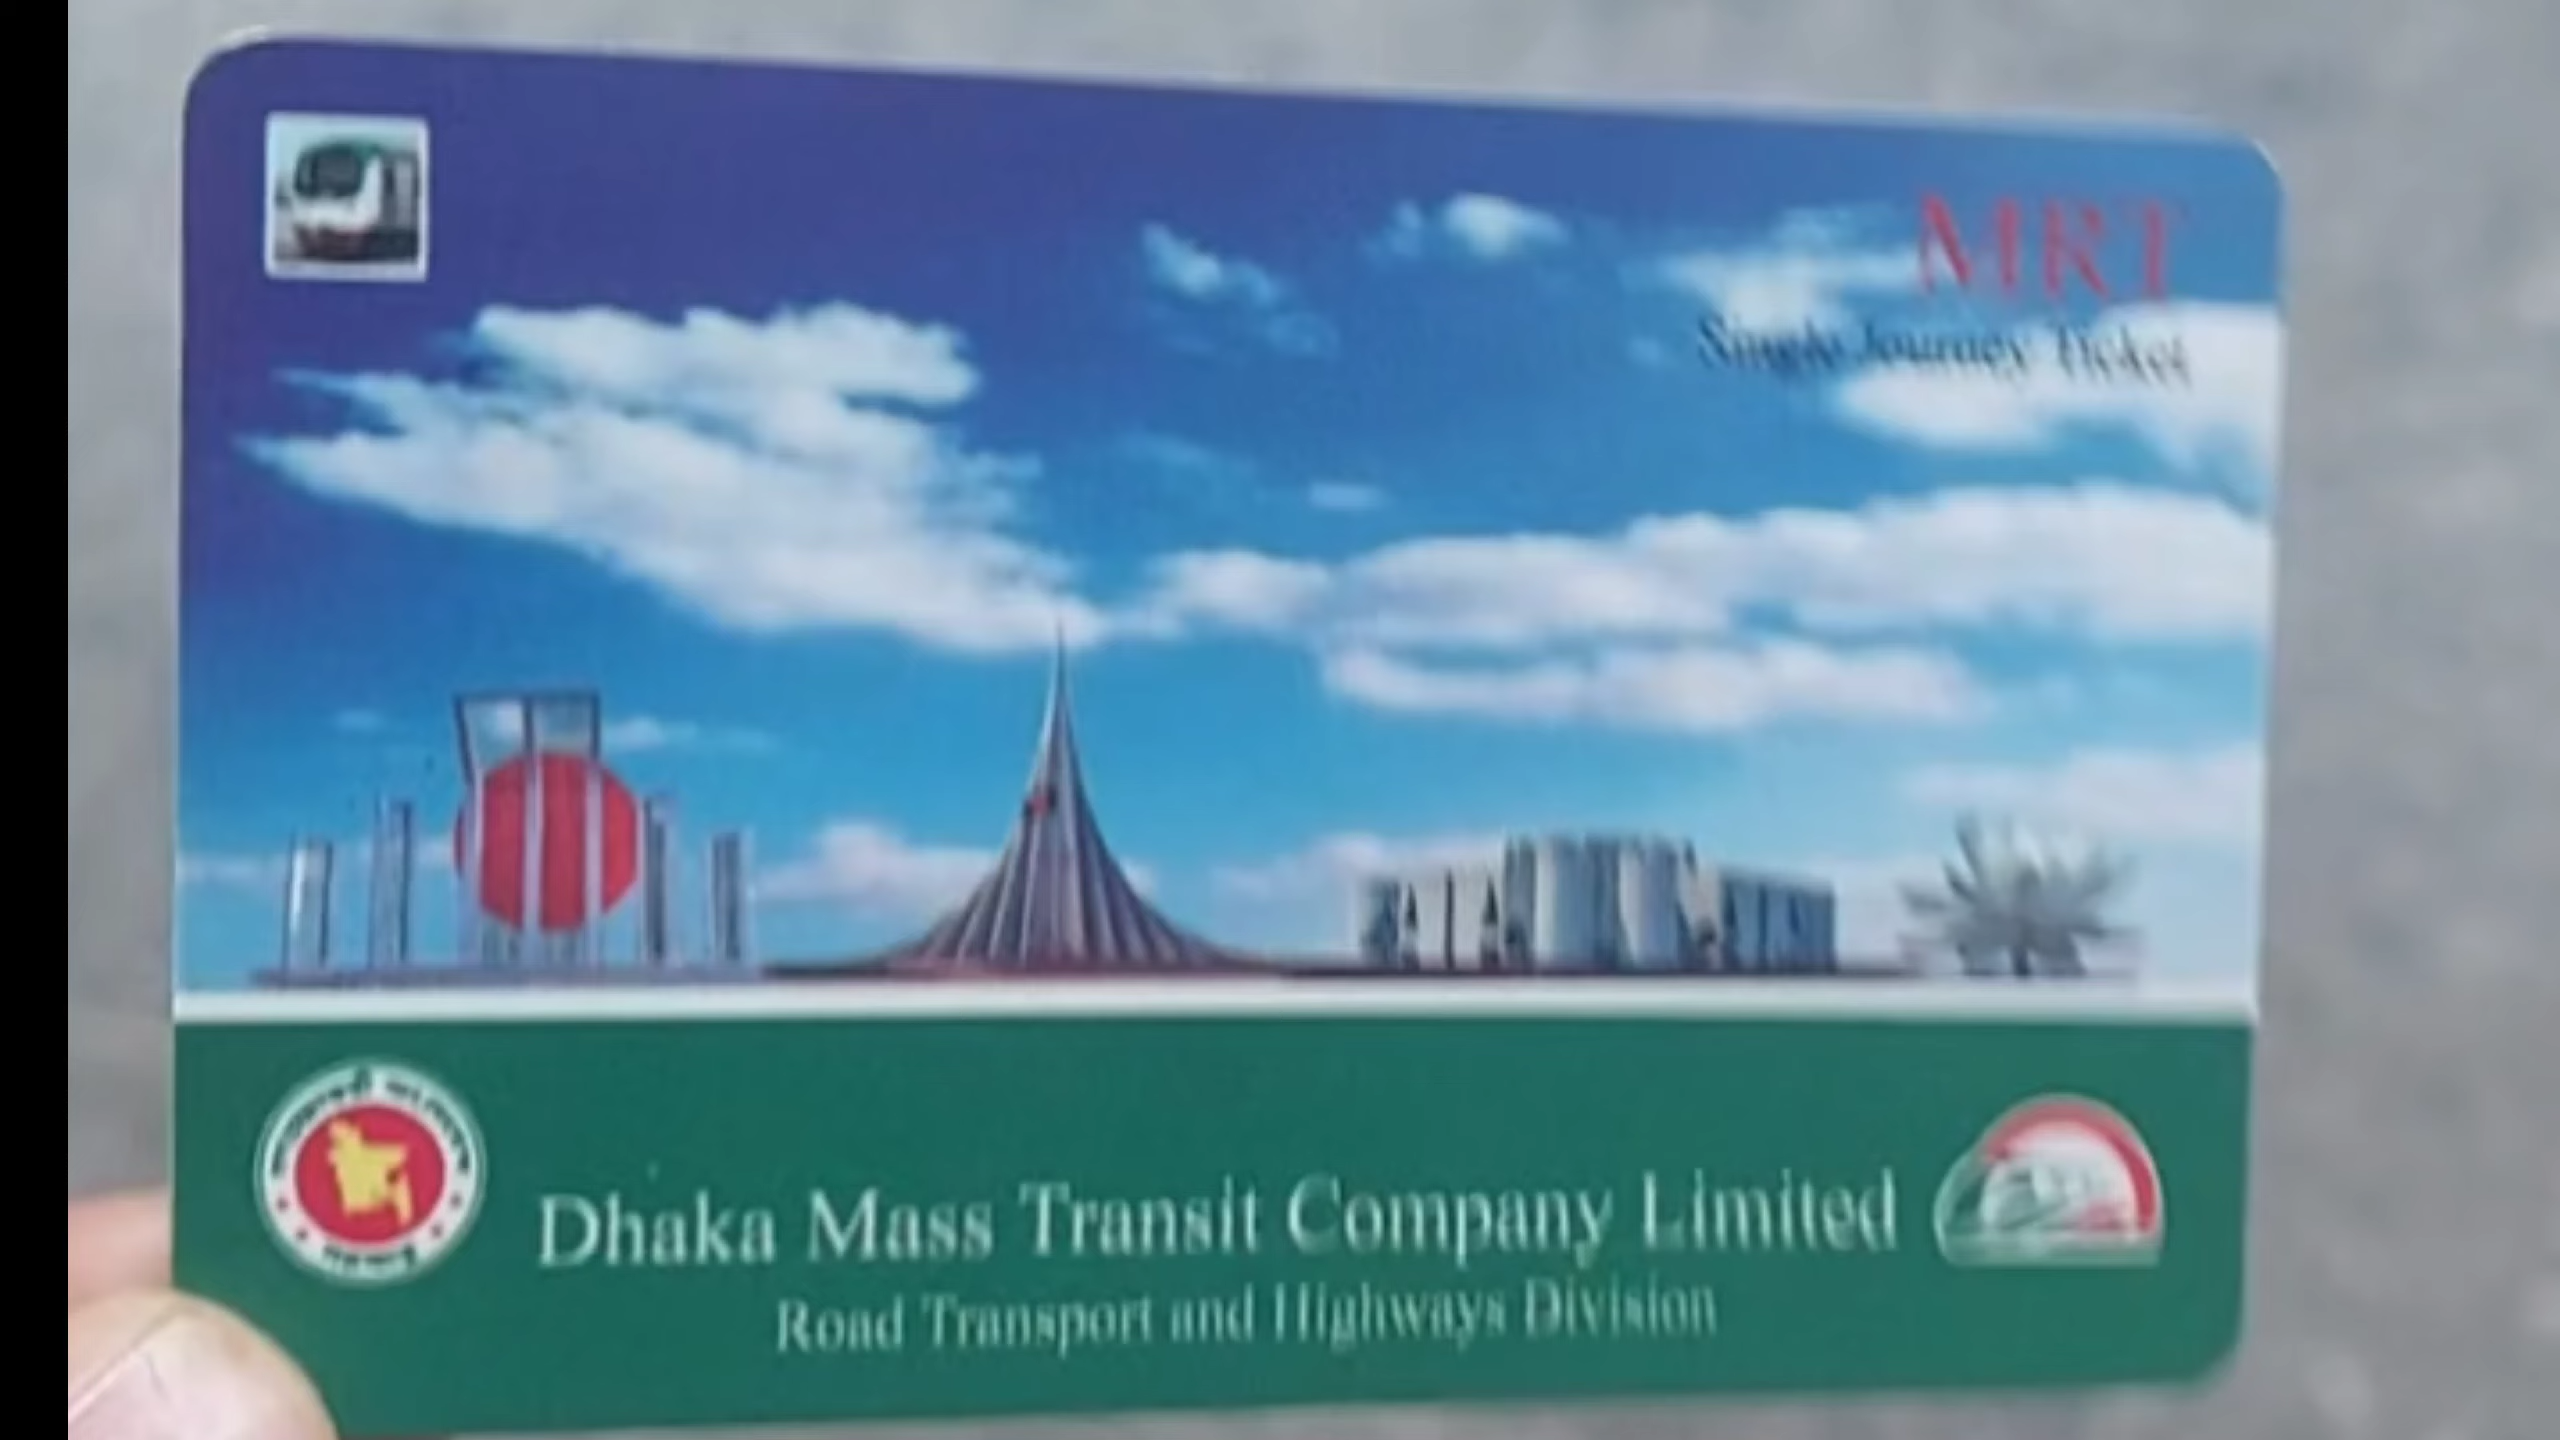 MRT
Single Journey Ticket
Dhaka Mass Transit Company Limited
Road Transport and Highways Division